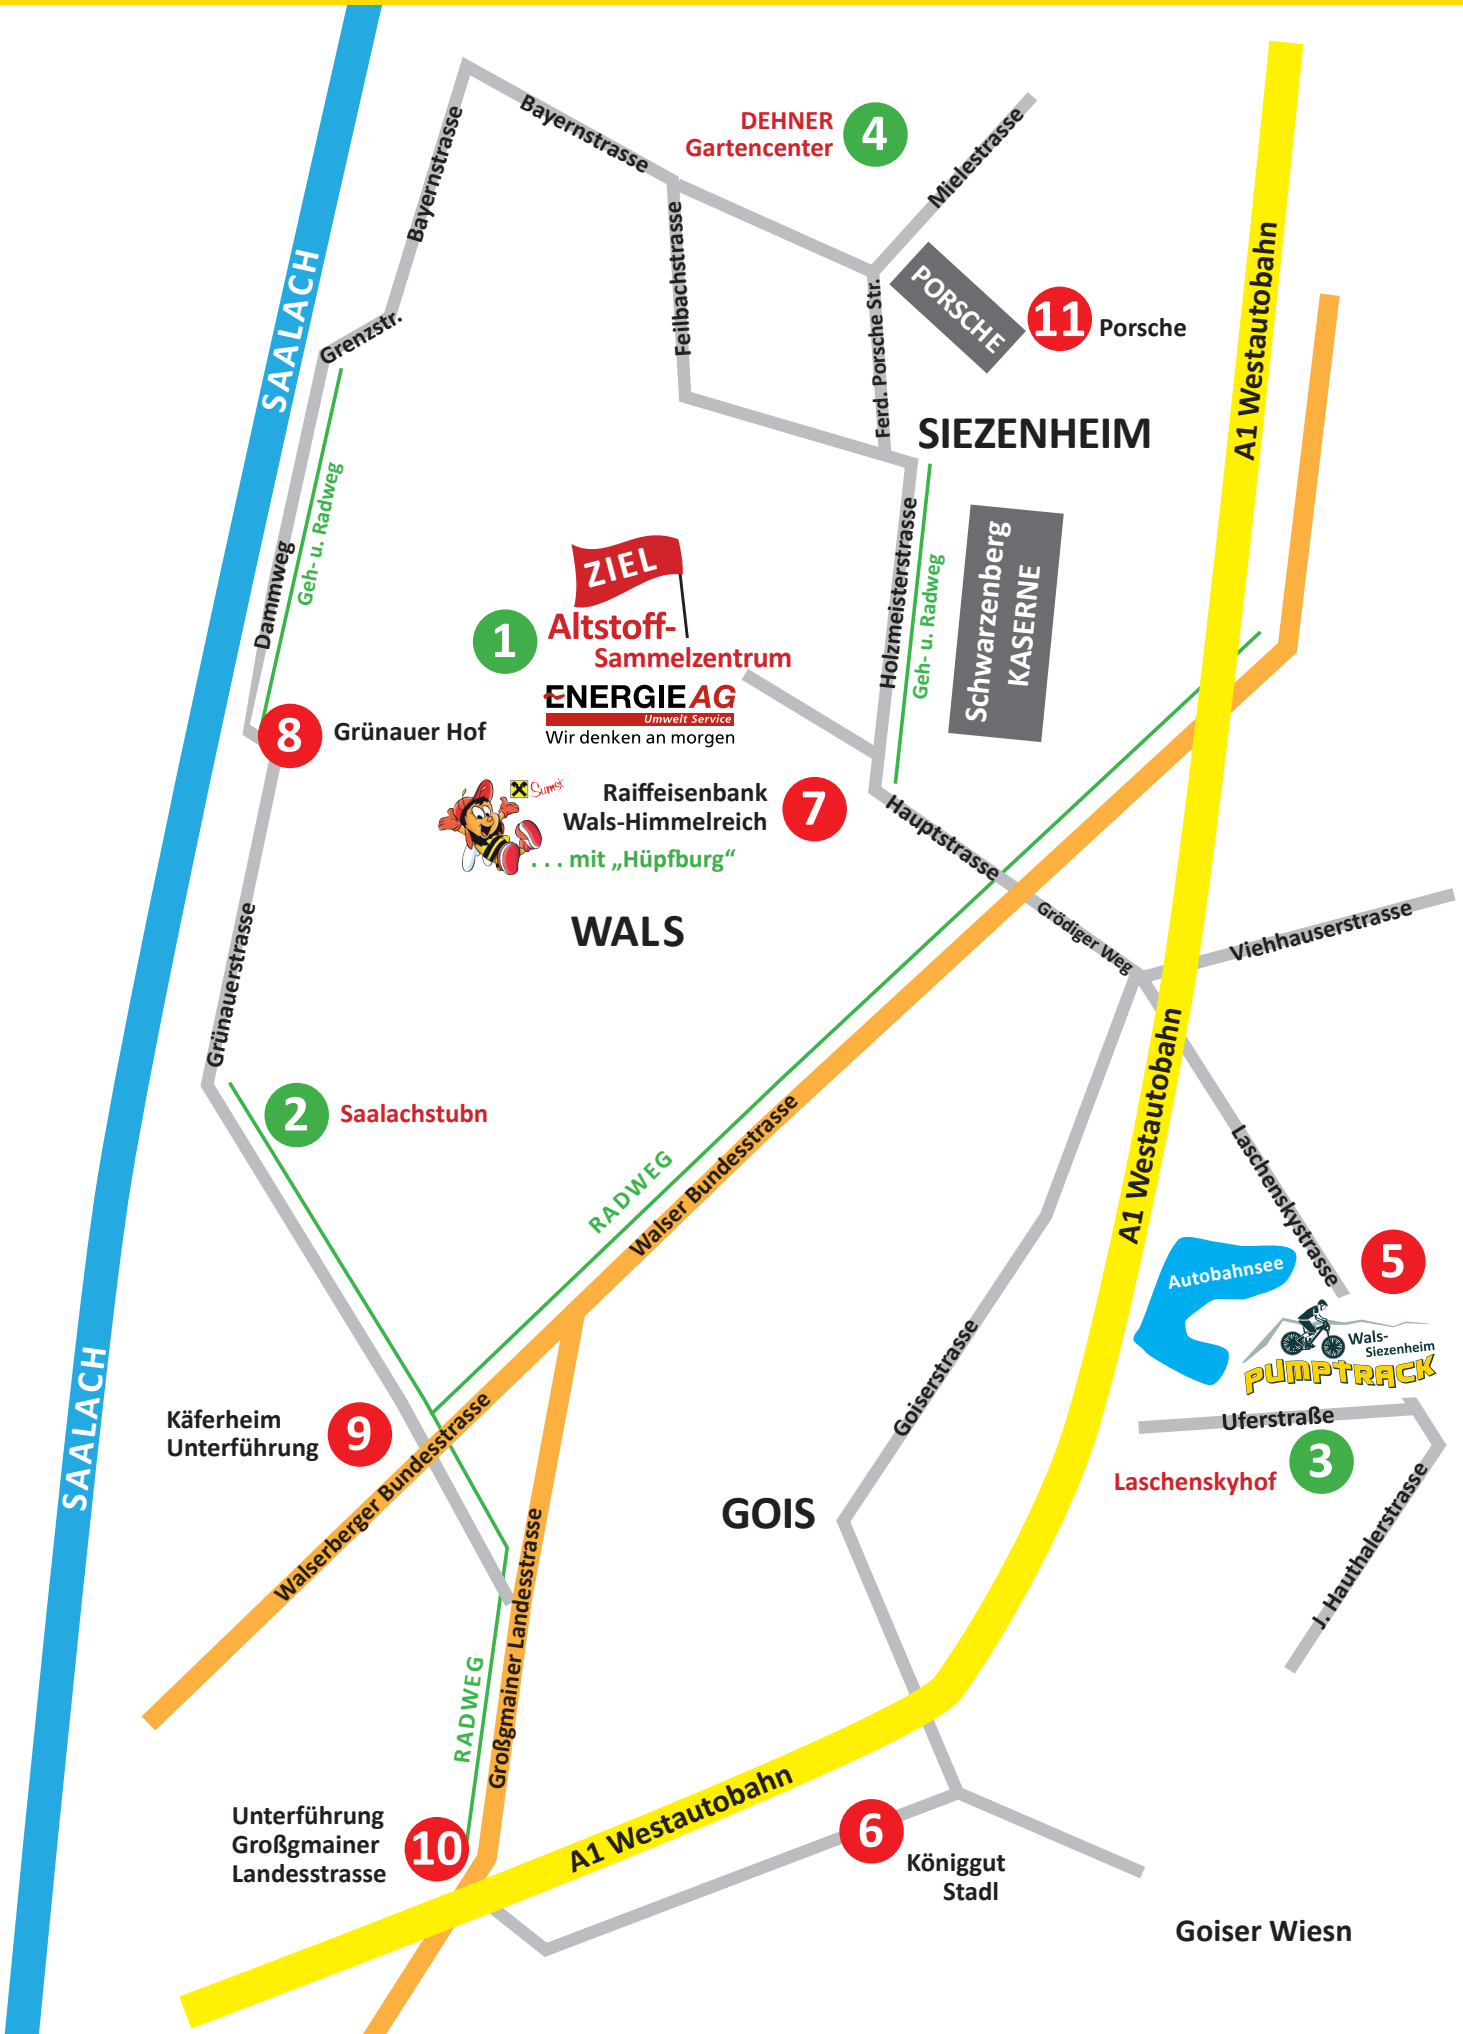 Bayernstrasse
Bayernstrasse
DEHNER
Gartencenter
4
Mielestrasse
SAALACH
Grenzstr.
Feilbachstrasse
Ferd. Porsche Str.
PORSCHE
11
Porsche
A1 Westautobahn
SIEZENHEIM
Geh- u. Radweg
Dammweg
ZIEL
1
Altstoff-
Sammelzentrum
ENERGIE AG
Umwelt Service
Wir denken an morgen
Holzmeisterstrasse
Geh- u. Radweg
Schwarzenberg
KASERNE
8
Grünauer Hof
Sumsi
Raiffeisenbank
Wals-Himmelreich
7
. . . mit „Hüpfburg“
Hauptstrasse
WALS
Grödiger Weg
Viehhauserstrasse
Grünauerstrasse
2
Saalachstubn
RADWEG
Walser Bundesstrasse
A1 Westautobahn
Laschenskystrasse
5
Autobahnsee
Wals-
Siezenheim
PUMPTRACK
SAALACH
Käferheim
Unterführung
9
Walserberger Bundesstrasse
Goiserstrasse
Uferstraße
3
Laschenskyhof
J. Hauthalerstrasse
GOIS
Großgmainer Landesstrasse
RADWEG
Unterführung
Großgmainer
Landesstrasse
10
A1 Westautobahn
6
Königgut
Stadl
Goiser Wiesn